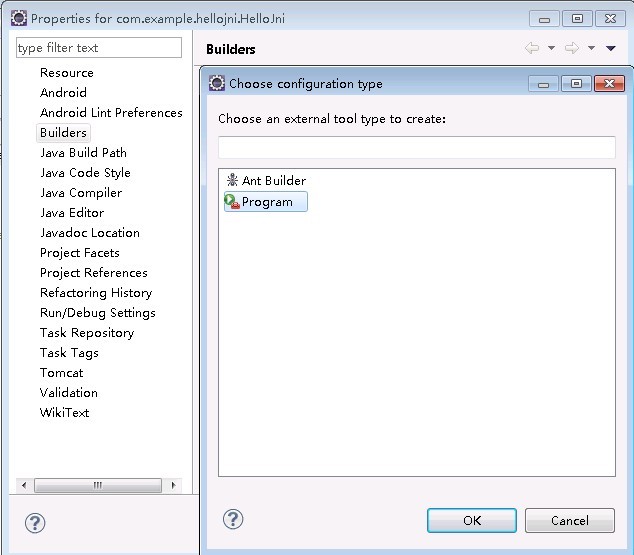 Properties for com.example.hellojni.HelloJni
type filter text
Resource
Android
Android Lint Preferences
Builders
Java Build Path
Java Code Style
Java Compiler
Java Editor
Javadoc Location
Project Facets
Project References
Refactoring History
Run/Debug Settings
Task Repository
Task Tags
Tomcat
Validation
WikiText
Builders
Choose configuration type
Choose an external tool type to create:
Ant Builder
Program
OK
Cancel